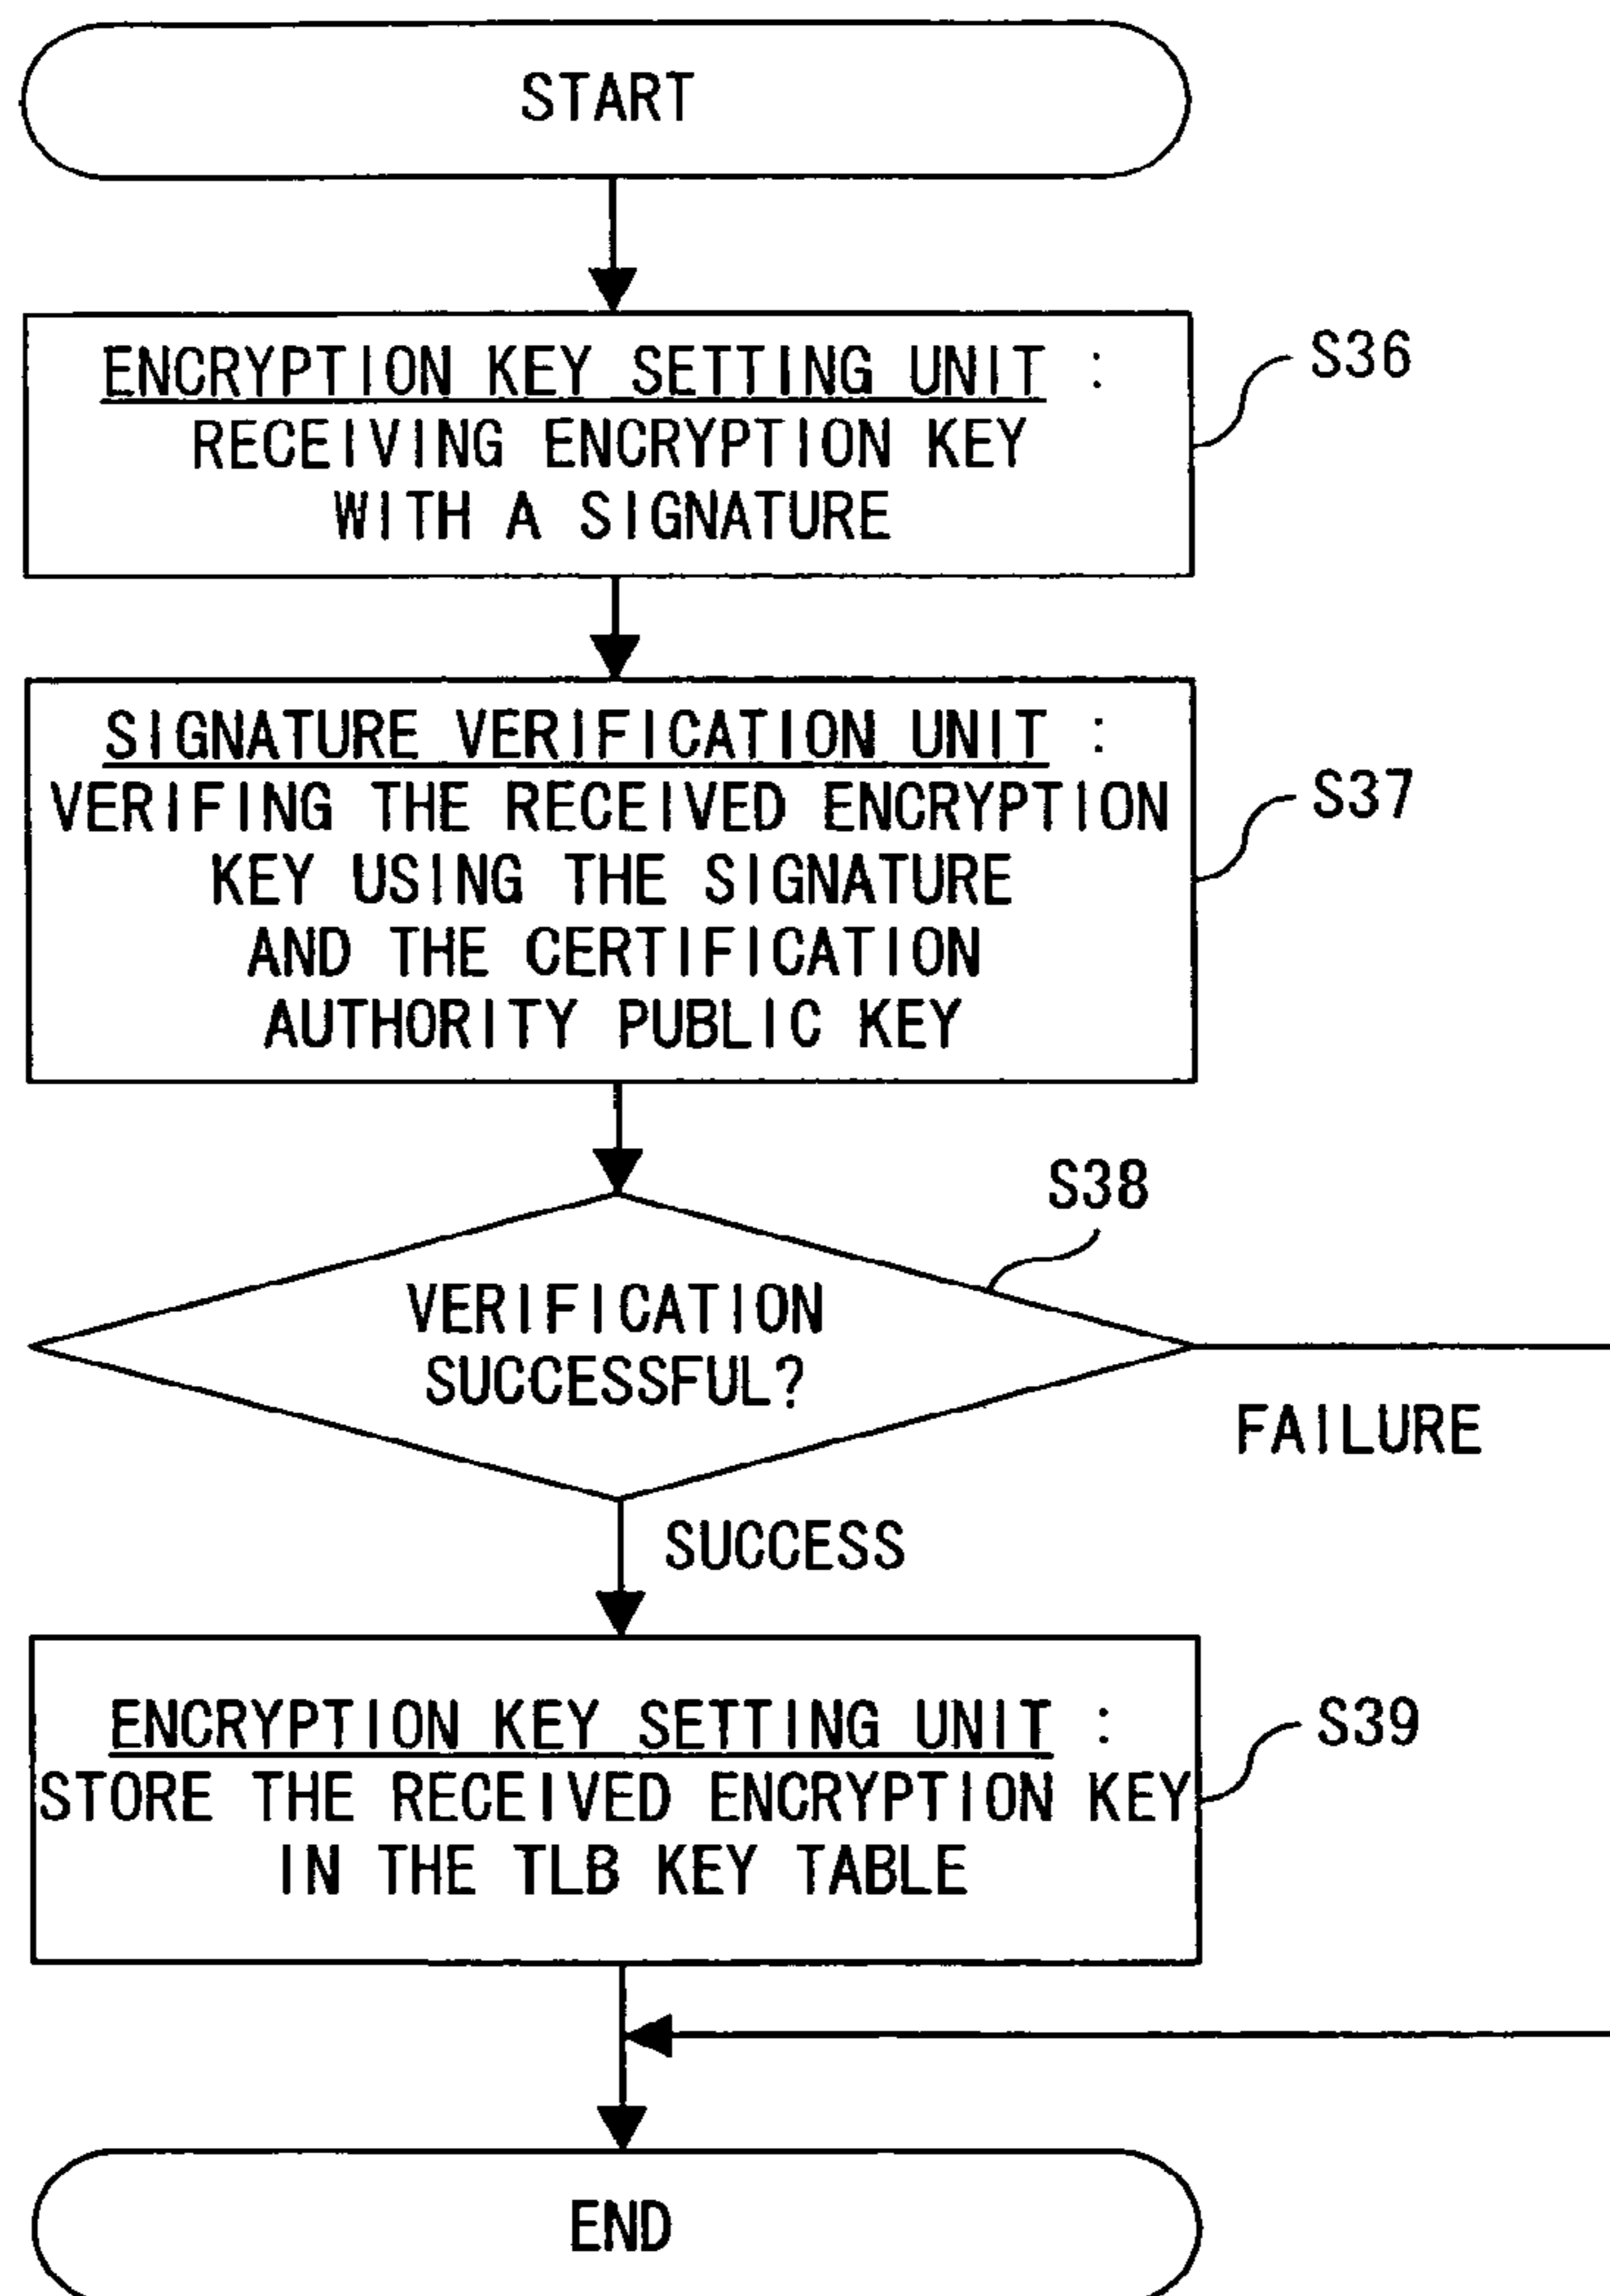 START
ENCRYPTION KEY SETTING UNIT :
RECEIVING ENCRYPTION KEY
WITH A SIGNATURE
S36
SIGNATURE VERIFICATION UNIT :
VERIFING THE RECEIVED ENCRYPTION
KEY USING THE SIGNATURE
AND THE CERTIFICATION
AUTHORITY PUBLIC KEY
S37
S38
VERIFICATION
SUCCESSFUL?
FAILURE
SUCCESS
ENCRYPTION KEY SETTING UNIT :
STORE THE RECEIVED ENCRYPTION KEY
IN THE TLB KEY TABLE
S39
END